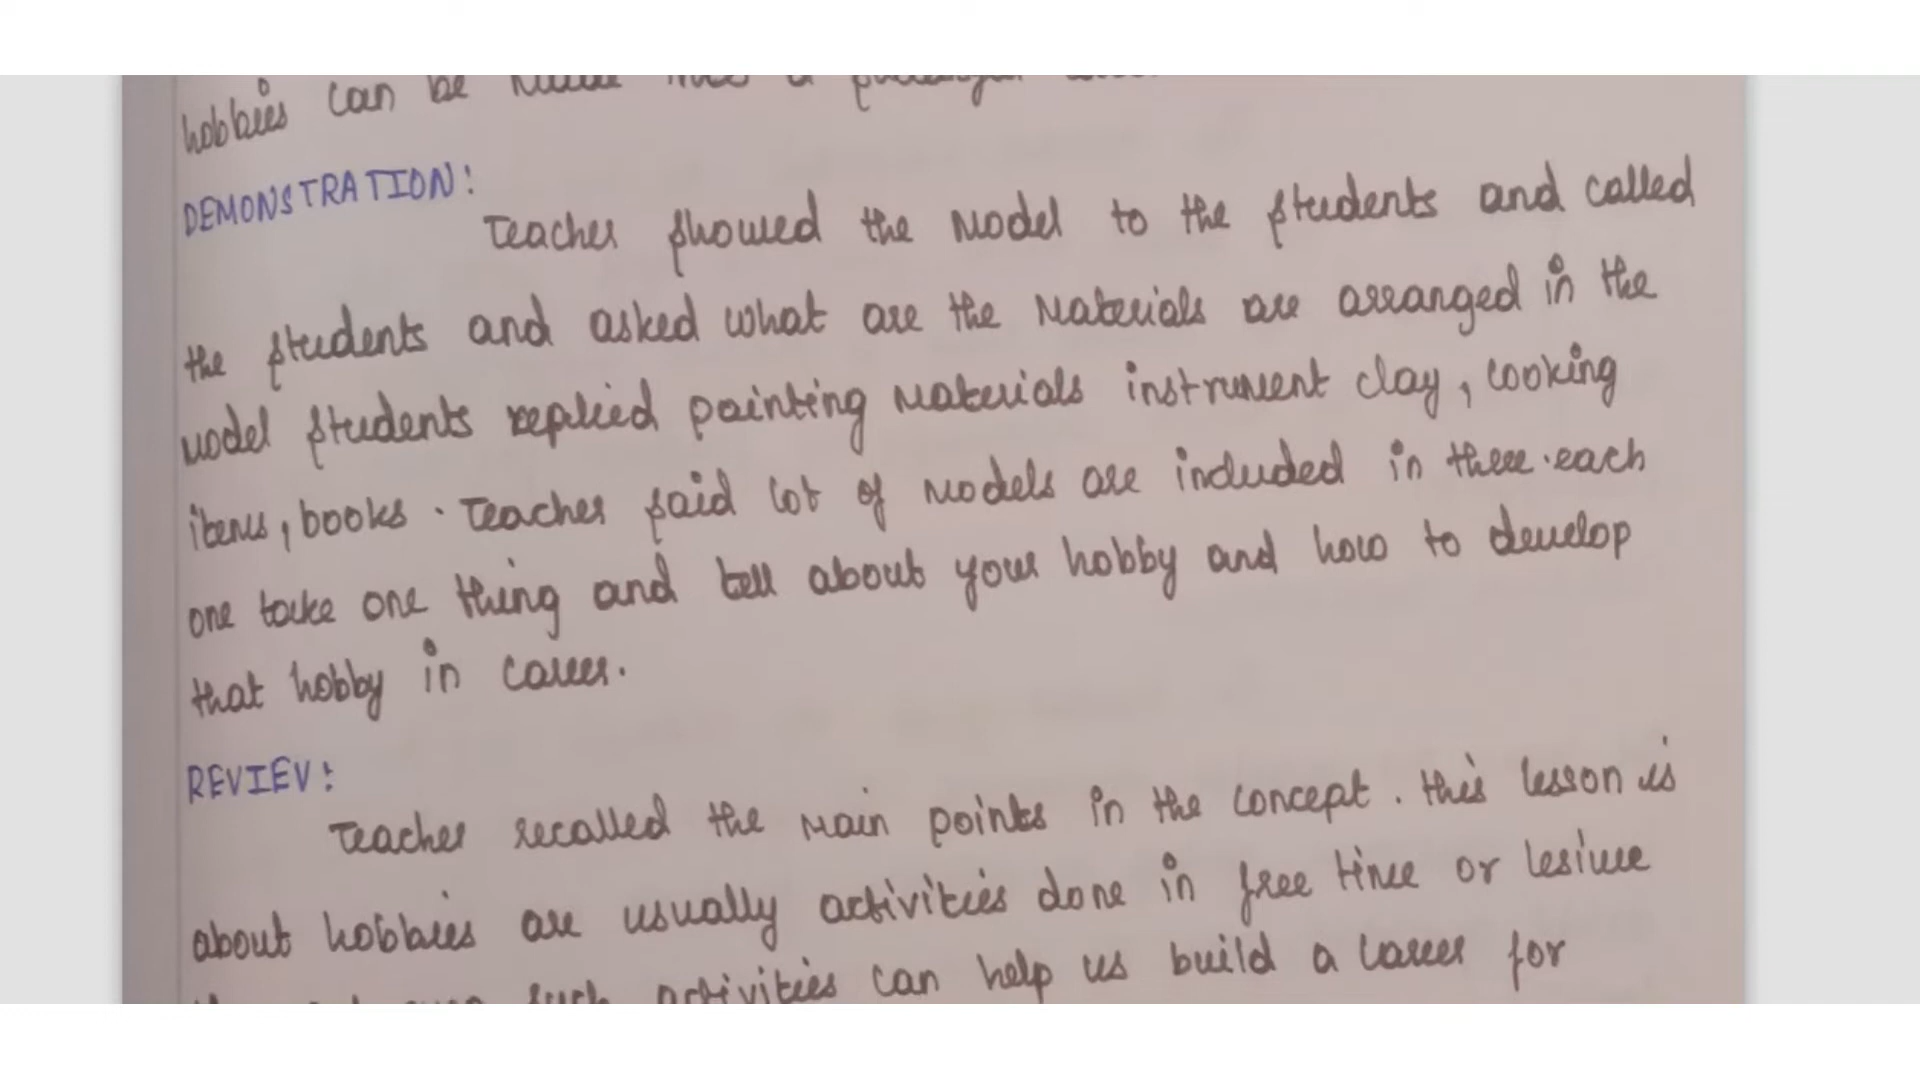 hobbies can be made into a
DEMONSTRATION:
Teacher showed the model to the students and called
the students and asked what are the materials are arranged in the
model students replied painting materials instrument clay, cooking
items, books. Teacher said lot of models are included in there.each
one take one thing and tell about your hobby and how to develop
that hobby in career.
REVIEV:
Teacher recalled the main points in the concept. this lesson is
about hobbies are usually activities done in free time or lesiure
such activities can help us build a career for